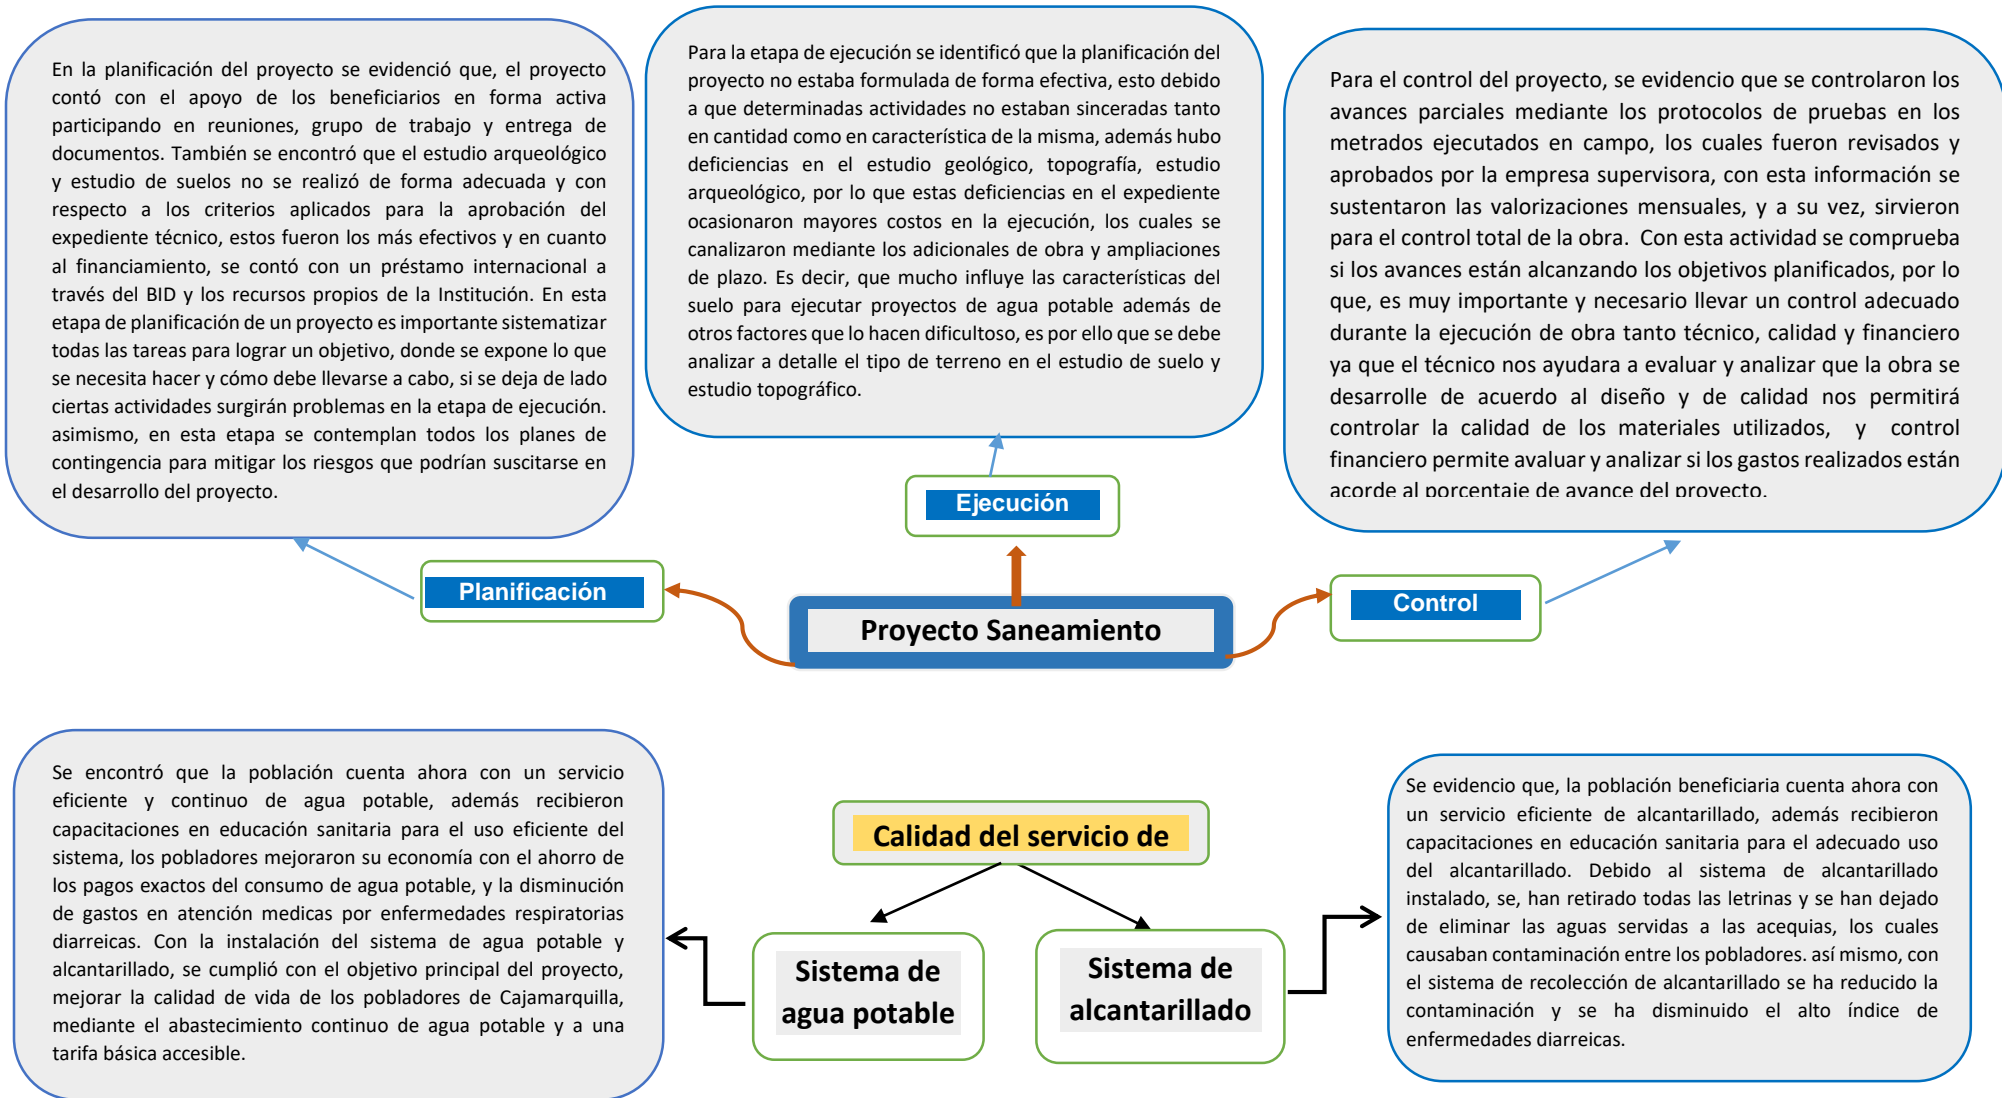 En la planificación del proyecto se evidenció que, el proyecto
contó con el apoyo de los beneficiarios en forma activa
participando en reuniones, grupo de trabajo y entrega de
documentos. También se encontró que el estudio arqueológico
y estudio de suelos no se realizó de forma adecuada y con
respecto a los criterios aplicados para la aprobación del
expediente técnico, estos fueron los más efectivos y en cuanto
al financiamiento, se contó con un préstamo internacional a
través del BID y los recursos propios de la Institución. En esta
etapa de planificación de un proyecto es importante sistematizar
todas las tareas para lograr un objetivo, donde se expone lo que
se necesita hacer y cómo debe llevarse a cabo, si se deja de lado
ciertas actividades surgirán problemas en la etapa de ejecución.
asimismo, en esta etapa se contemplan todos los planes de
contingencia para mitigar los riesgos que podrían suscitarse en
el desarrollo del proyecto.
Para la etapa de ejecución se identificó que la planificación del
proyecto no estaba formulada de forma efectiva, esto debido
a que determinadas actividades no estaban sinceradas tanto
en cantidad como en característica de la misma, además hubo
deficiencias en el estudio geológico, topografía, estudio
arqueológico, por lo que estas deficiencias en el expediente
ocasionaron mayores costos en la ejecución, los cuales se
canalizaron mediante los adicionales de obra y ampliaciones
de plazo. Es decir, que mucho influye las características del
suelo para ejecutar proyectos de agua potable además de
otros factores que lo hacen dificultoso, es por ello que se debe
analizar a detalle el tipo de terreno en el estudio de suelo y
estudio topográfico.
Para el control del proyecto, se evidencio que se controlaron los
avances parciales mediante los protocolos de pruebas en los
metrados ejecutados en campo, los cuales fueron revisados y
aprobados por la empresa supervisora, con esta información se
sustentaron las valorizaciones mensuales, y a su vez, sirvieron
para el control total de la obra. Con esta actividad se comprueba
si los avances están alcanzando los objetivos planificados, por lo
que, es muy importante y necesario llevar un control adecuado
durante la ejecución de obra tanto técnico, calidad y financiero
ya que el técnico nos ayudara a evaluar y analizar que la obra se
desarrolle de acuerdo al diseño y de calidad nos permitirá
controlar la calidad de los materiales utilizados, y control
financiero permite avaluar y analizar si los gastos realizados están
acorde al porcentaje de avance del proyecto.
Ejecución
Planificación
Control
Proyecto Saneamiento
Se encontró que la población cuenta ahora con un servicio
eficiente y continuo de agua potable, además recibieron
capacitaciones en educación sanitaria para el uso eficiente del
sistema, los pobladores mejoraron su economía con el ahorro de
los pagos exactos del consumo de agua potable, y la disminución
de gastos en atención medicas por enfermedades respiratorias
diarreicas. Con la instalación del sistema de agua potable y
alcantarillado, se cumplió con el objetivo principal del proyecto,
mejorar la calidad de vida de los pobladores de Cajamarquilla,
mediante el abastecimiento continuo de agua potable y a una
tarifa básica accesible.
Calidad del servicio de
Sistema de
agua potable
Sistema de
alcantarillado
Se evidencio que, la población beneficiaria cuenta ahora con
un servicio eficiente de alcantarillado, además recibieron
capacitaciones en educación sanitaria para el adecuado uso
del alcantarillado. Debido al sistema de alcantarillado
instalado, se, han retirado todas las letrinas y se han dejado
de eliminar las aguas servidas a las acequias, los cuales
causaban contaminación entre los pobladores. así mismo, con
el sistema de recolección de alcantarillado se ha reducido la
contaminación y se ha disminuido el alto índice de
enfermedades diarreicas.